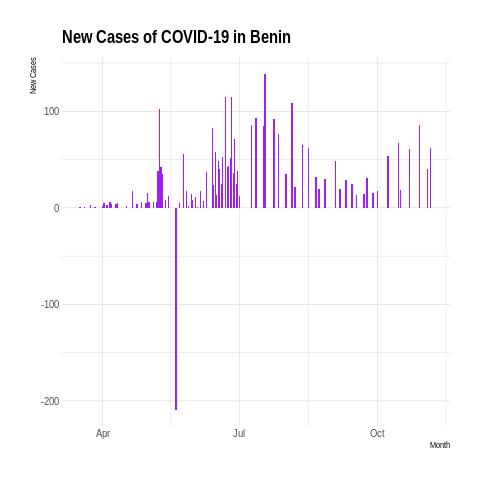 New Cases of COVID-19 in Benin
New Cases
100
0
-100
-200
Apr
Jul
Oct
Month